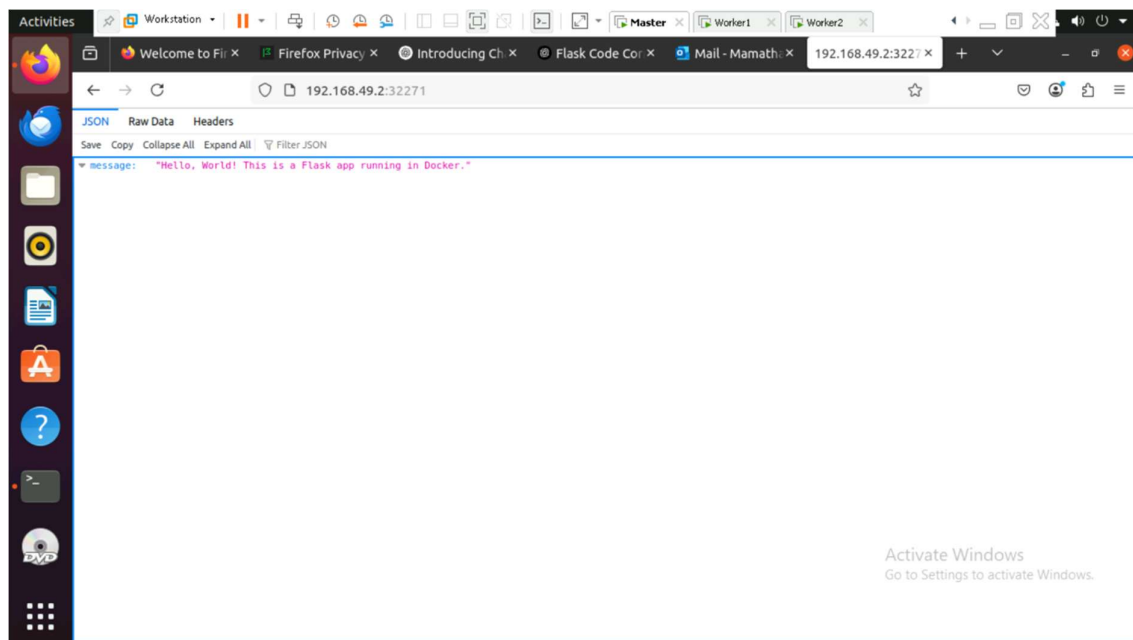 Activities Workstation Master Worker1 Worker2
Welcome to Fir Firefox Privacy Introducing Ch Flask Code Cor Mail - Mamatha 192.168.49.2:3227
192.168.49.2:32271
JSON Raw Data Headers
Save Copy Collapse All Expand All Filter JSON
message: "Hello, World! This is a Flask app running in Docker."
DVD
Activate Windows
Go to Settings to activate Windows.